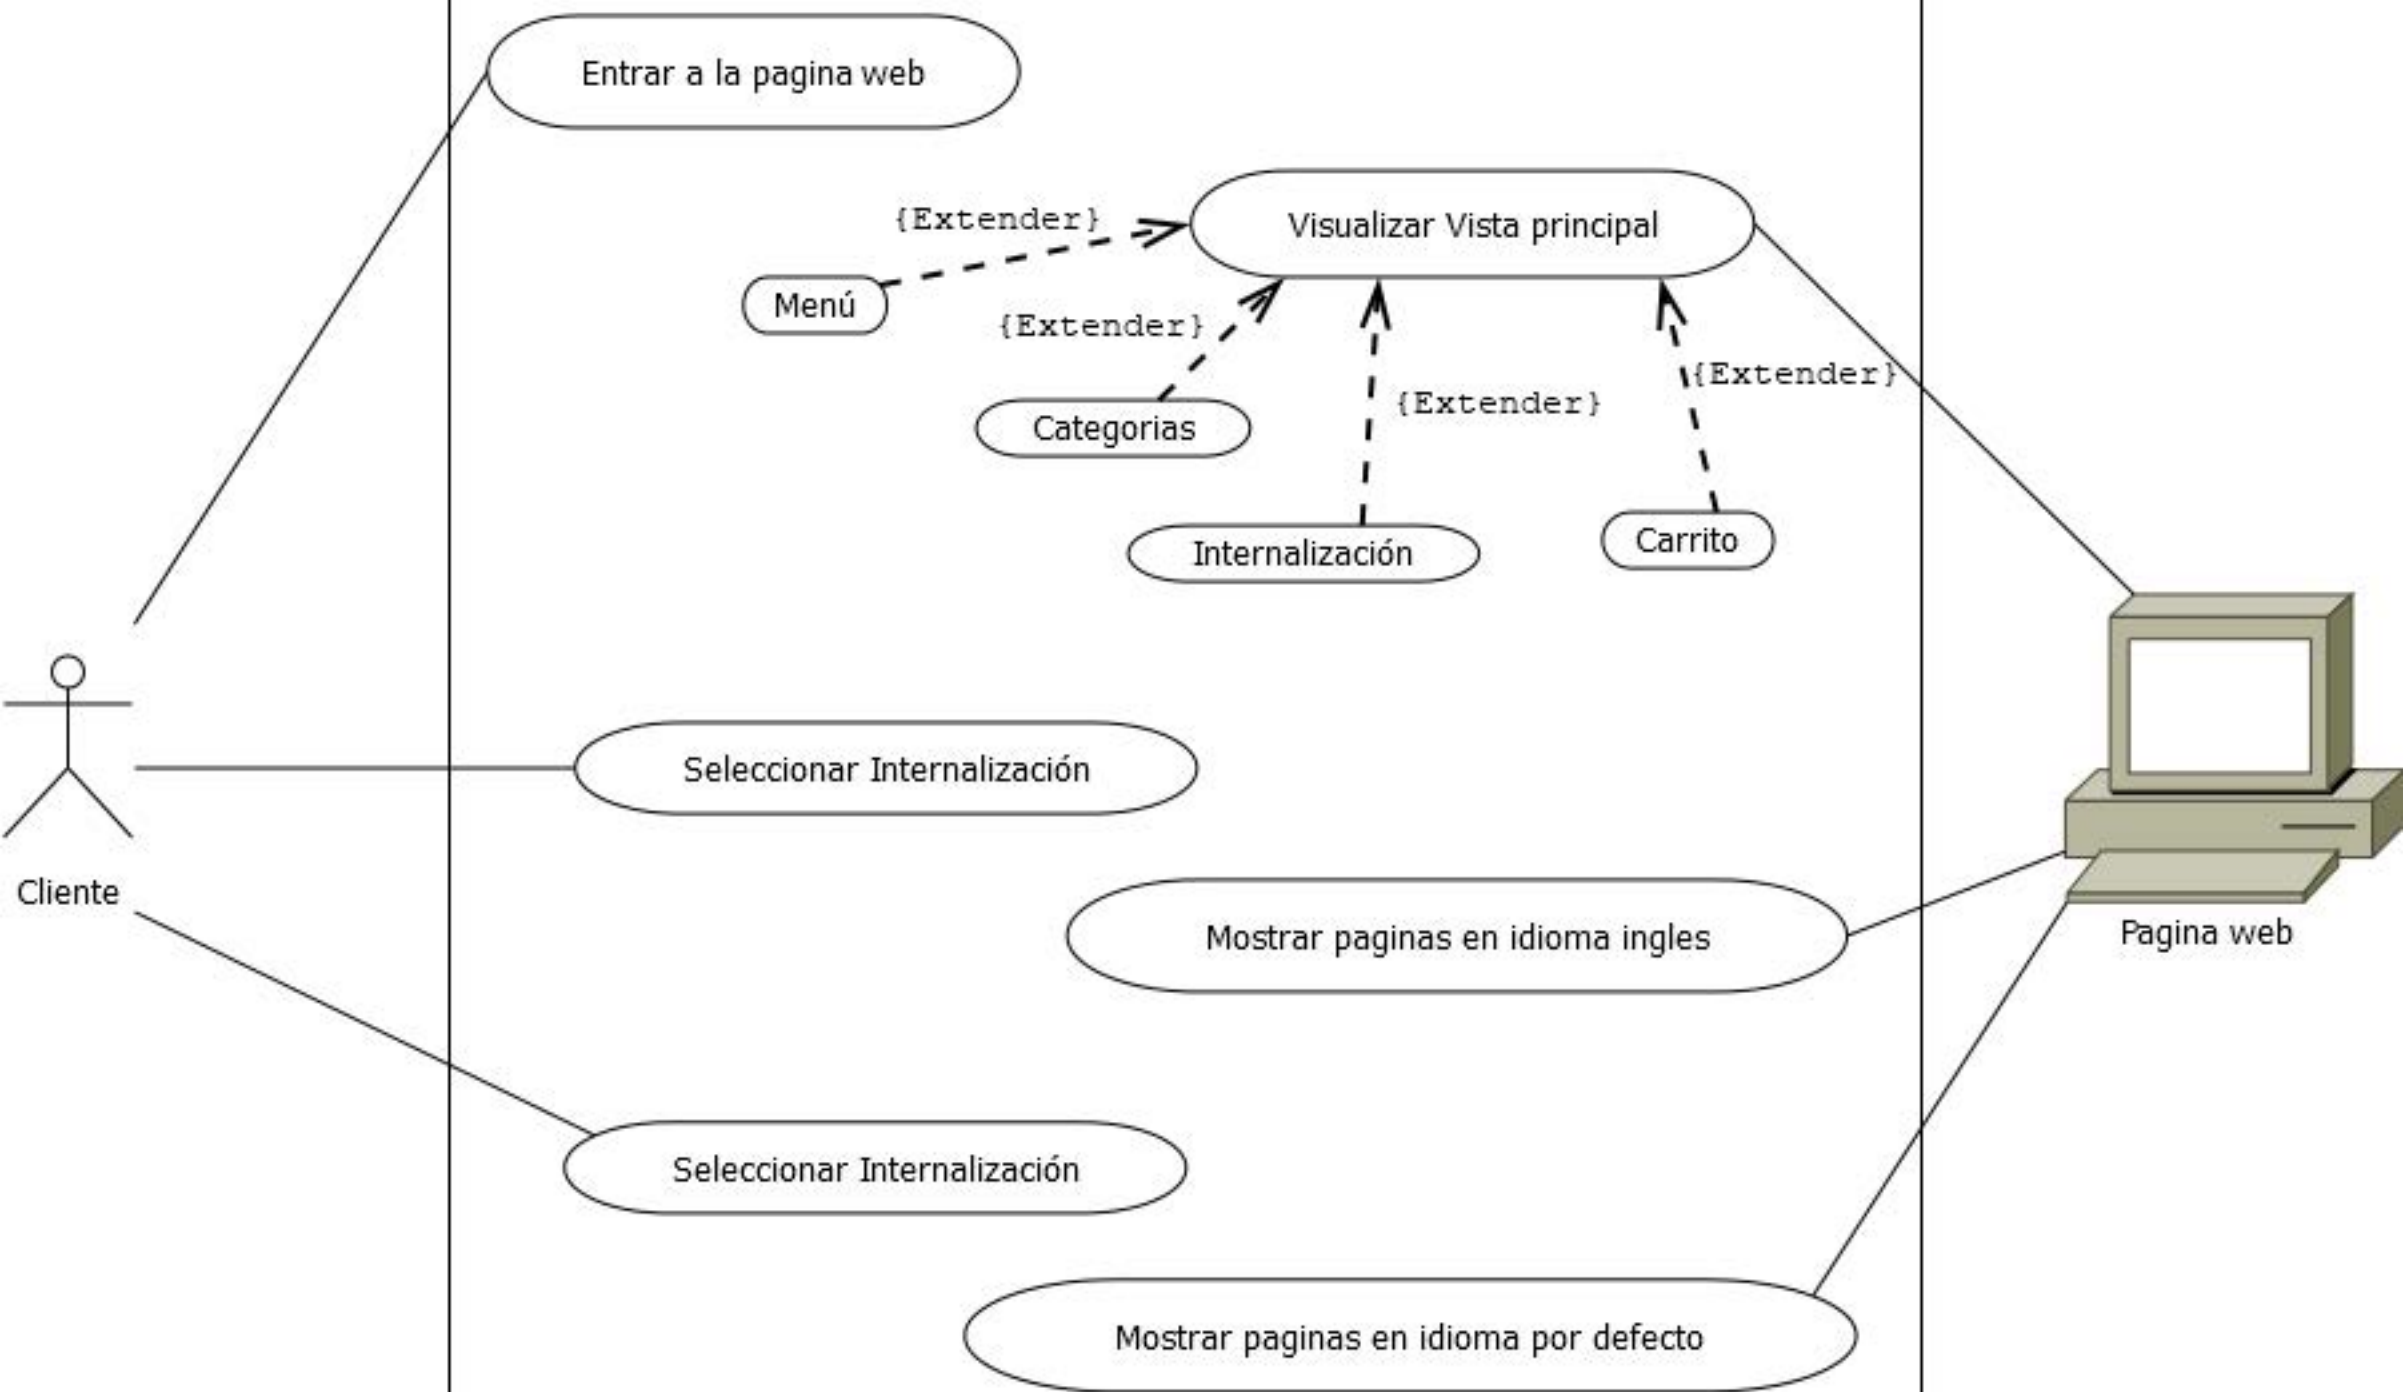 Entrar a la pagina web
{Extender}
Visualizar Vista principal
Menú
{Extender}
{Extender}
{Extender}
Categorias
Internalización
Carrito
Seleccionar Internalización
Cliente
Mostrar paginas en idioma ingles
Pagina web
Seleccionar Internalización
Mostrar paginas en idioma por defecto